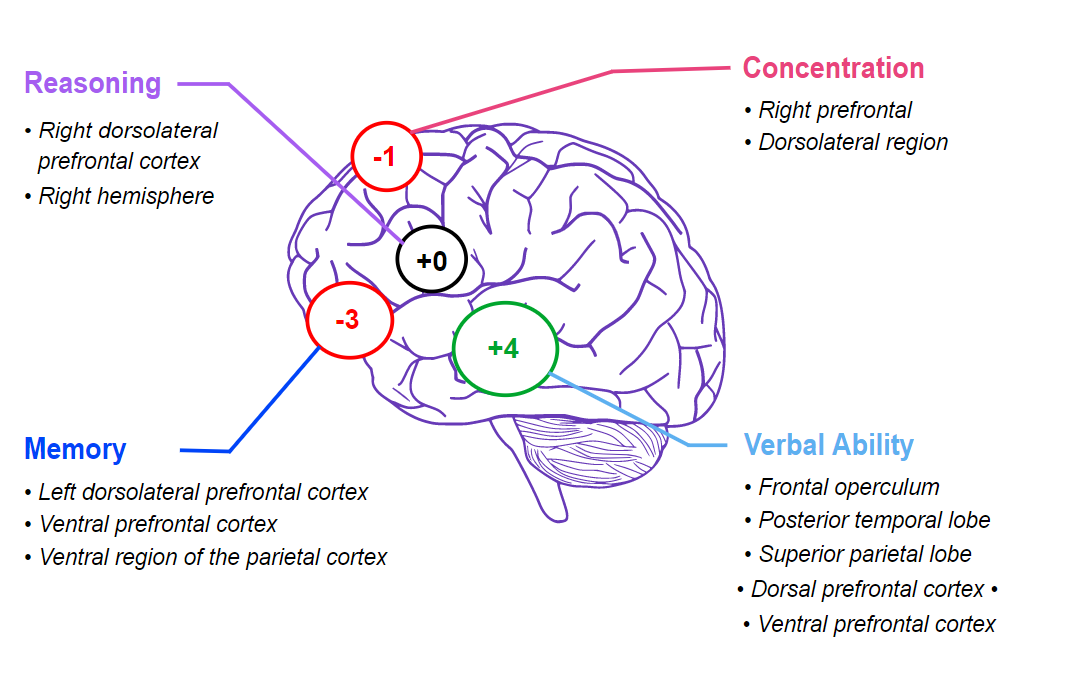 Reasoning
• Right dorsolateral
prefrontal cortex
• Right hemisphere
Concentration
• Right prefrontal
• Dorsolateral region
-1
+0
-3
+4
Memory
• Left dorsolateral prefrontal cortex
• Ventral prefrontal cortex
• Ventral region of the parietal cortex
Verbal Ability
• Frontal operculum
• Posterior temporal lobe
• Superior parietal lobe
• Dorsal prefrontal cortex •
• Ventral prefrontal cortex